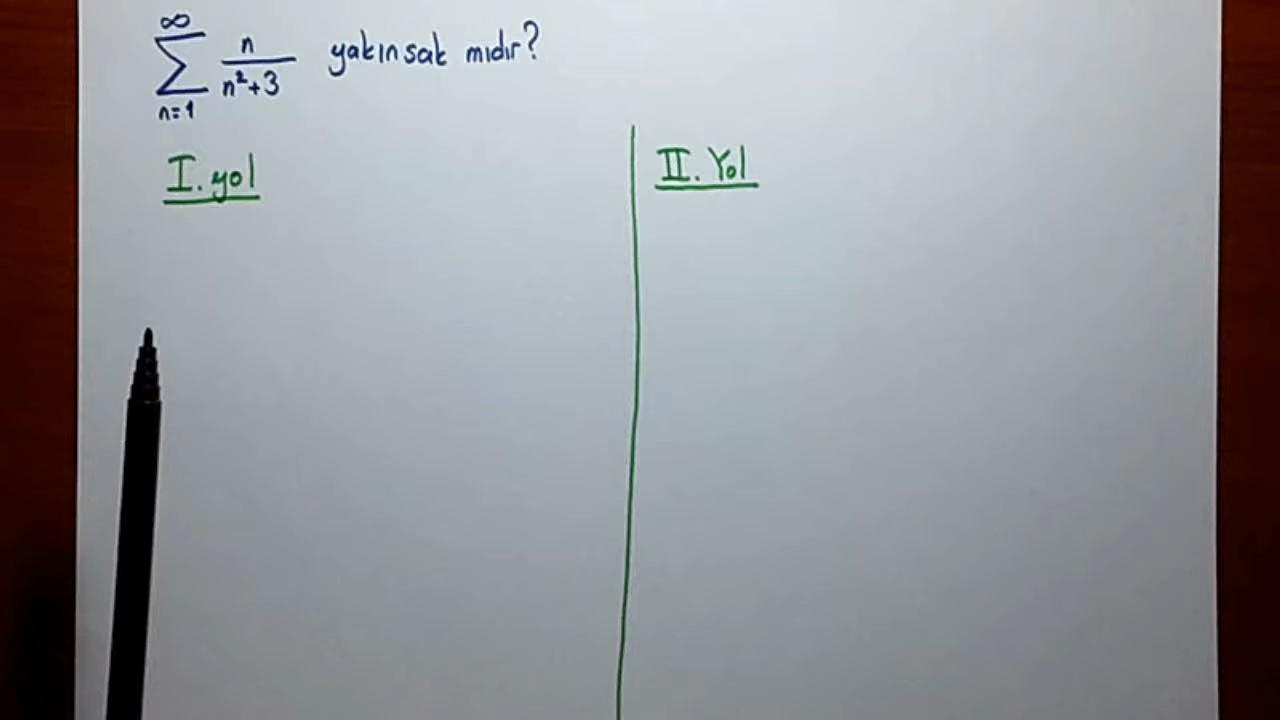 ∞
∑ n/(n²+3) yakınsak mıdır?
n=1
I. yol
II. Yol